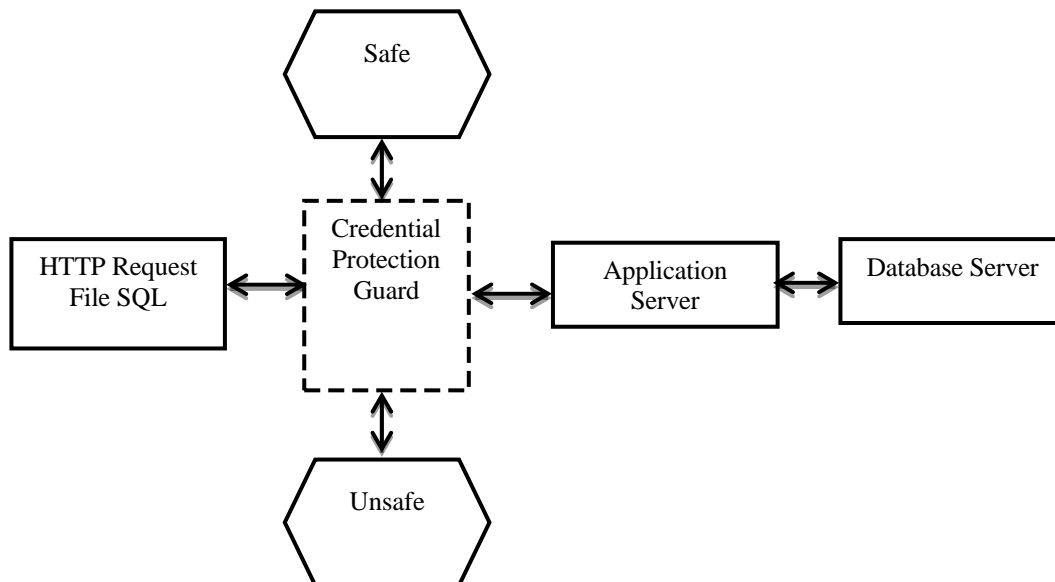 Safe
Credential
Protection
Guard
HTTP Request
File SQL
Application
Server
Database Server
Unsafe